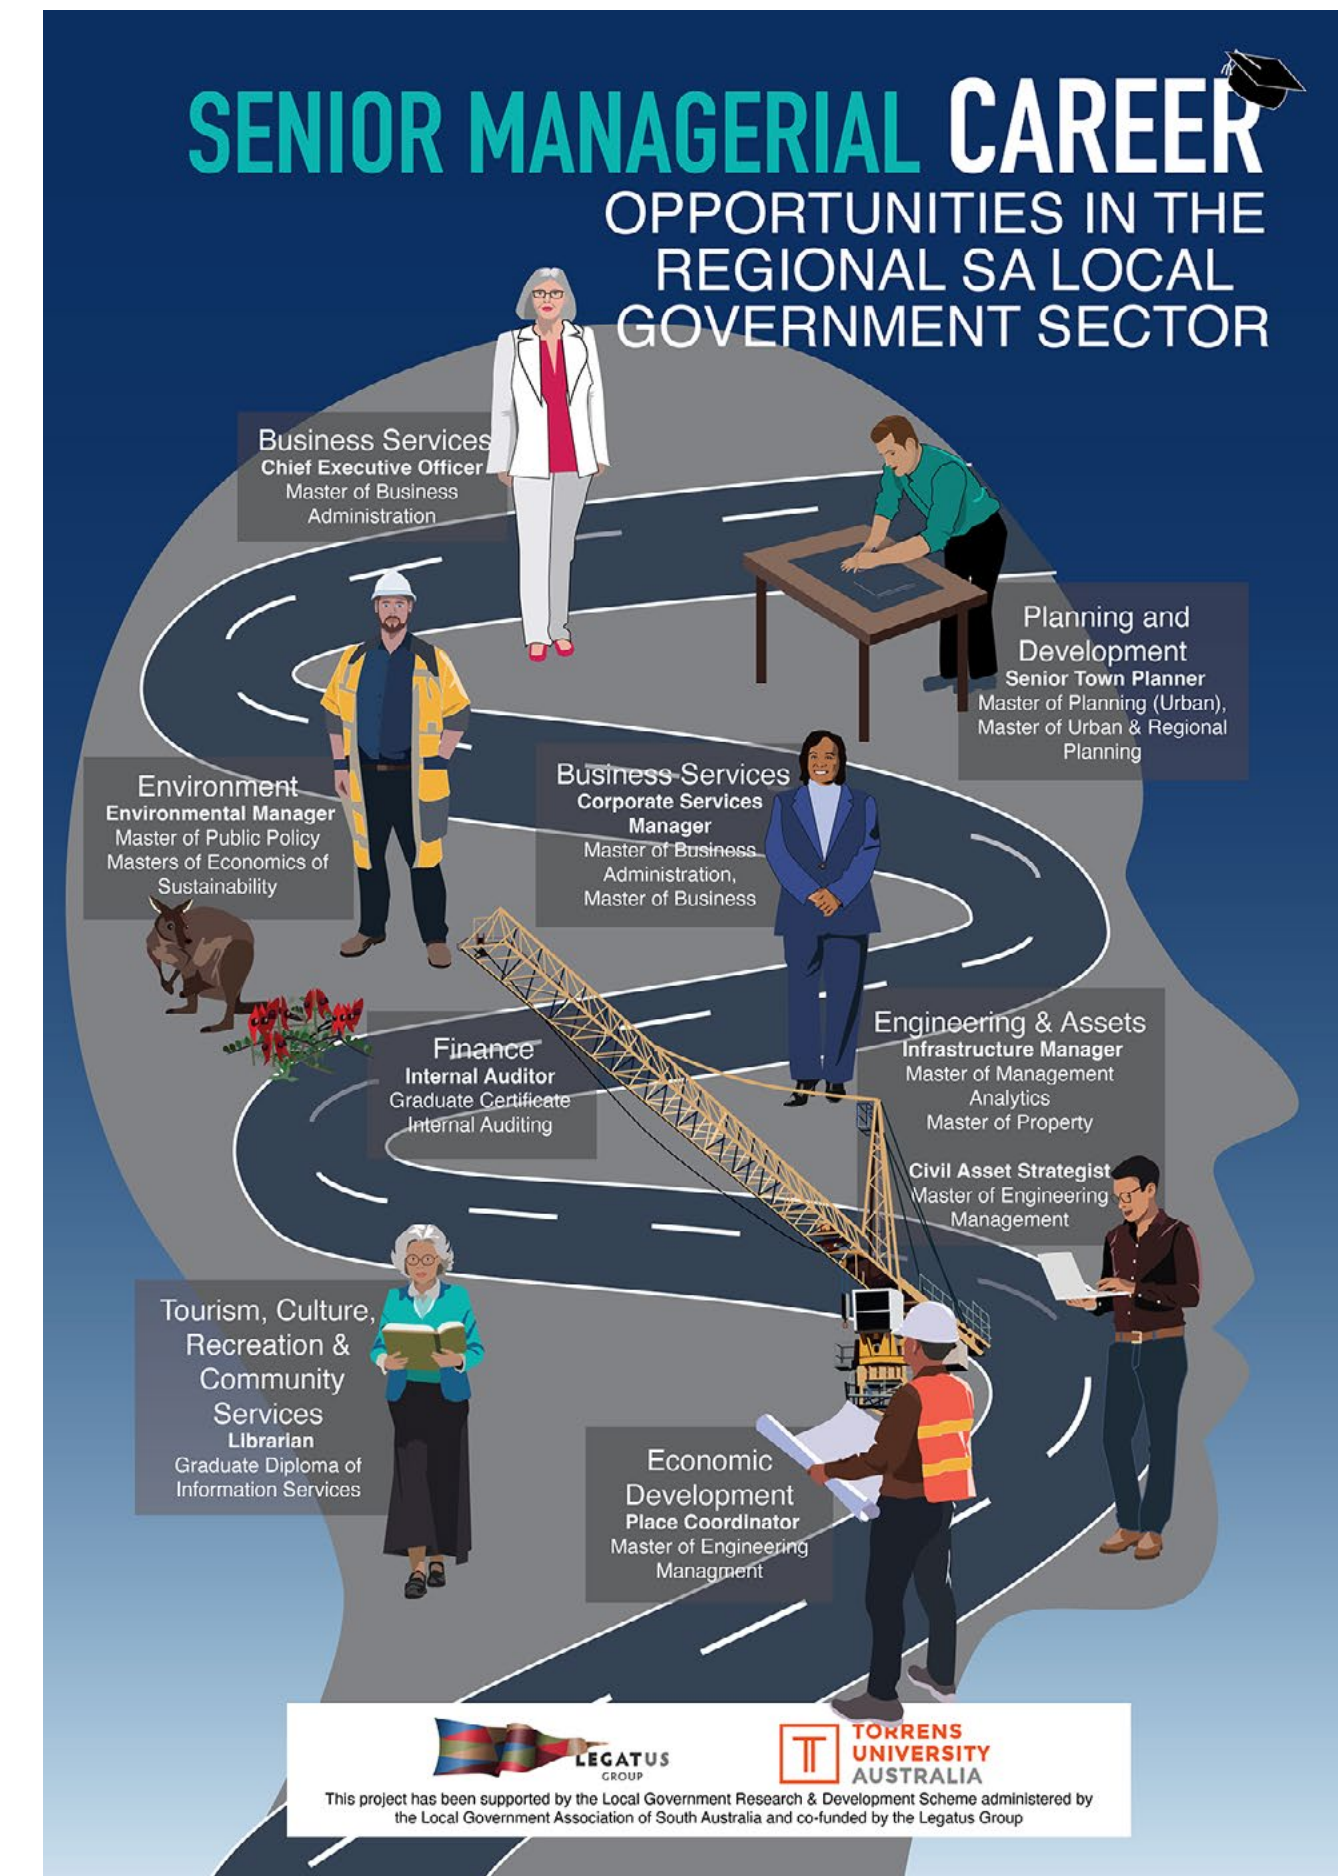 SENIOR MANAGERIAL CAREER
OPPORTUNITIES IN THE
REGIONAL SA LOCAL
GOVERNMENT SECTOR
Business Services
Chief Executive Officer
Master of Business
Administration
Planning and
Development
Senior Town Planner
Master of Planning (Urban),
Master of Urban & Regional
Planning
Environment
Environmental Manager
Master of Public Policy
Masters of Economics of
Sustainability
Business Services
Corporate Services
Manager
Master of Business
Administration,
Master of Business
Finance
Internal Auditor
Graduate Certificate
Internal Auditing
Engineering & Assets
Infrastructure Manager
Master of Management
Analytics
Master of Property
Civil Asset Strategist
Master of Engineering
Management
Tourism, Culture,
Recreation &
Community
Services
Librarian
Graduate Diploma of
Information Services
Economic
Development
Place Coordinator
Master of Engineering
Managment
LEGATUS
GROUP
TORRENS
UNIVERSITY
AUSTRALIA
This project has been supported by the Local Government Research & Development Scheme administered by
the Local Government Association of South Australia and co-funded by the Legatus Group